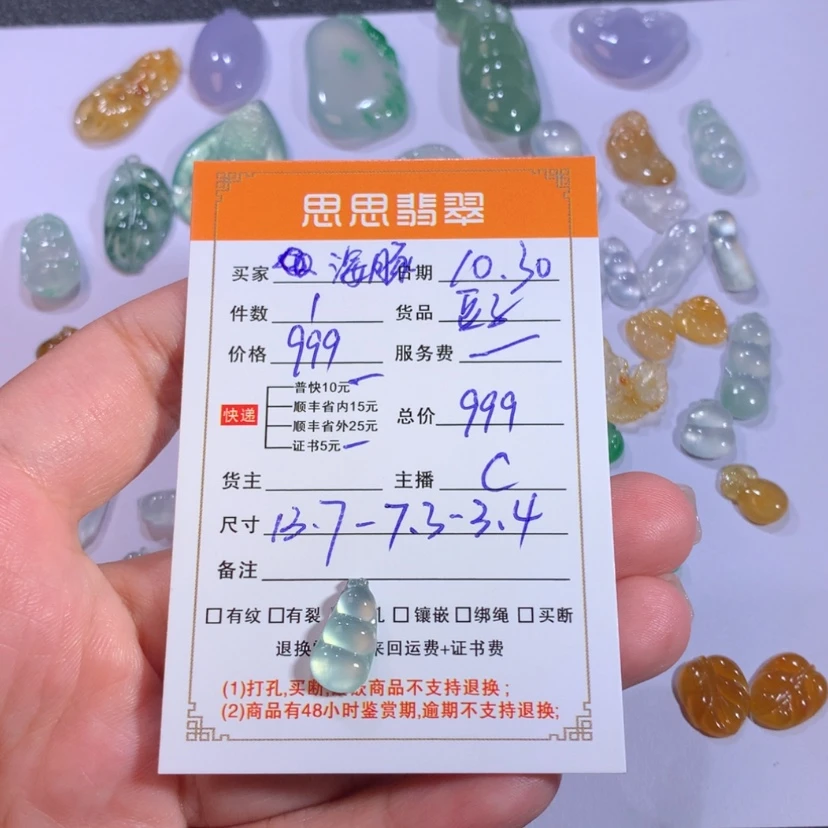 思思翡翠
买家 海豚 日期 10.30
件数 1 货品 豆子
价格 999 服务费 一
快递
普快10元
顺丰省内15元
顺丰省外25元
证书5元
总价 999
货主 主播 C
尺寸 13.7-7.3-3.4
备注
□有纹 □有裂 孔 □镶嵌 □绑绳 □买断
退换 来回运费+证书费
(1)打孔,买断,镶嵌商品不支持退换;
(2)商品有48小时鉴赏期,逾期不支持退换;